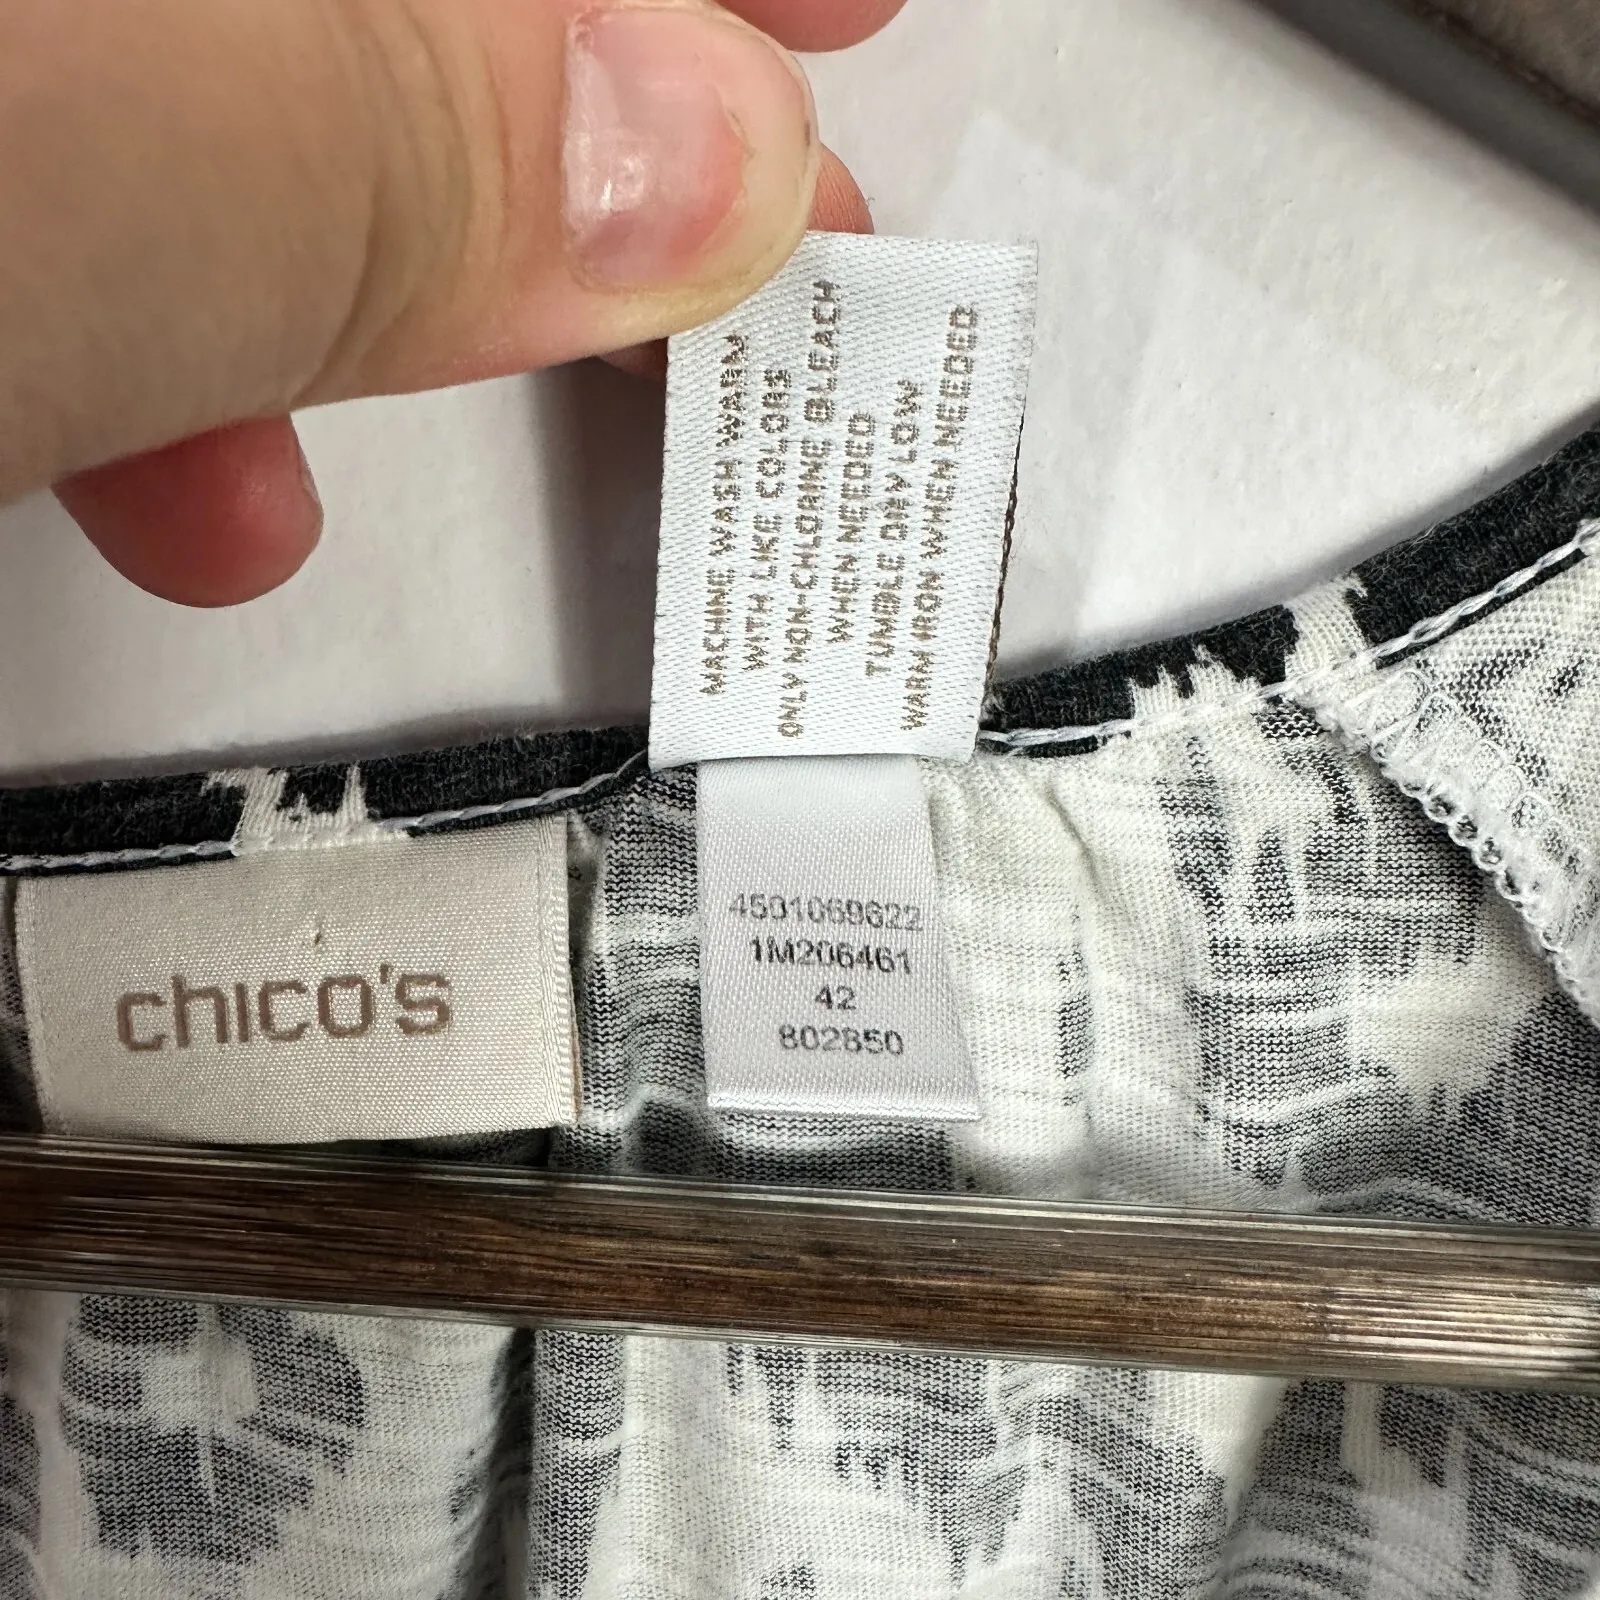 MACHINE WASH WARM
WITH LIKE COLORS
ONLY NON-CHLORINE BLEACH
WHEN NEEDED
TUMBLE DRY LOW
WARM IRON WHEN NEEDED
chico's
4501069622
1M206461
42
802850